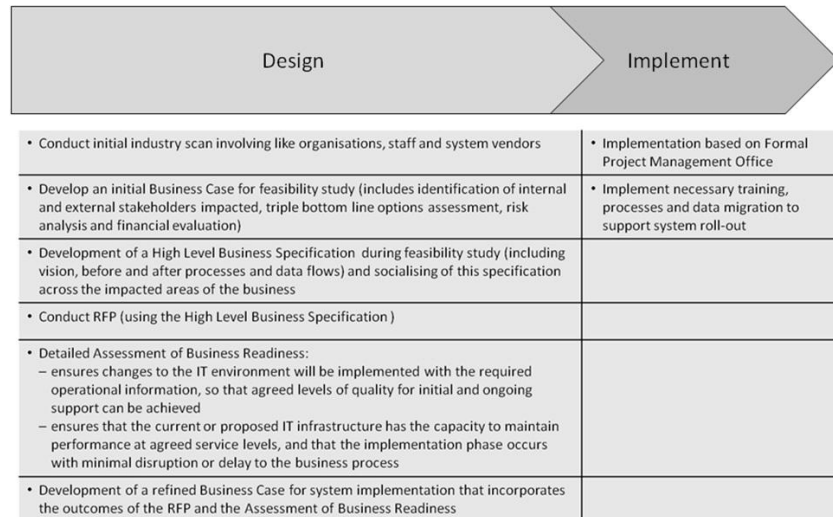 Design
Implement
• Conduct initial industry scan involving like organisations, staff and system vendors
• Implementation based on Formal
Project Management Office
• Develop an initial Business Case for feasibility study (includes identification of internal
and external stakeholders impacted, triple bottom line options assessment, risk
analysis and financial evaluation)
• Implement necessary training,
processes and data migration to
support system roll-out
• Development of a High Level Business Specification during feasibility study (including
vision, before and after processes and data flows) and socialising of this specification
across the impacted areas of the business
• Conduct RFP (using the High Level Business Specification )
• Detailed Assessment of Business Readiness:
– ensures changes to the IT environment will be implemented with the required
operational information, so that agreed levels of quality for initial and ongoing
support can be achieved
– ensures that the current or proposed IT infrastructure has the capacity to maintain
performance at agreed service levels, and that the implementation phase occurs
with minimal disruption or delay to the business process
• Development of a refined Business Case for system implementation that incorporates
the outcomes of the RFP and the Assessment of Business Readiness